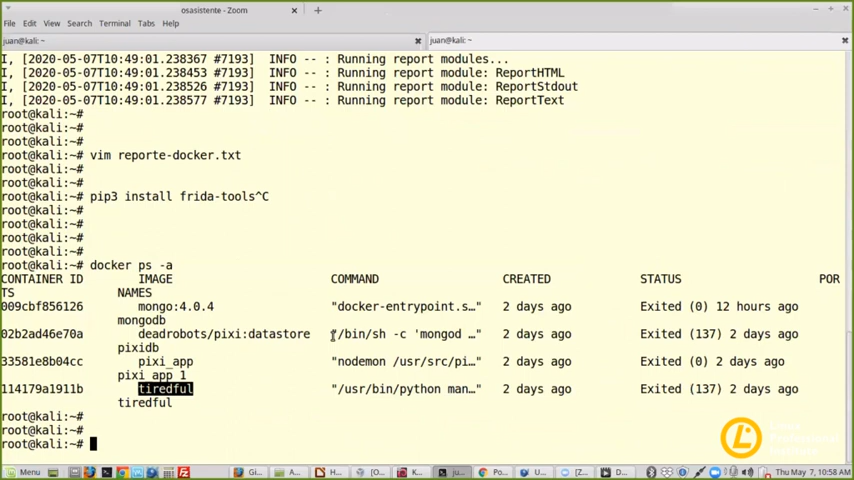 osasistente - Zoom
File Edit View Search Terminal Tabs Help
juan@kali: ~
juan@kali: ~
I, [2020-05-07T10:49:01.238367 #7193]  INFO -- : Running report modules...
I, [2020-05-07T10:49:01.238453 #7193]  INFO -- : Running report module: ReportHTML
I, [2020-05-07T10:49:01.238526 #7193]  INFO -- : Running report module: ReportStdout
I, [2020-05-07T10:49:01.238577 #7193]  INFO -- : Running report module: ReportText
root@kali:~#
root@kali:~#
root@kali:~#
root@kali:~# vim reporte-docker.txt
root@kali:~#
root@kali:~#
root@kali:~# pip3 install frida-tools^C
root@kali:~#
root@kali:~#
root@kali:~#
root@kali:~#
root@kali:~# docker ps -a
CONTAINER ID IMAGE COMMAND CREATED STATUS POR
TS NAMES
009cbf856126 mongo:4.0.4 "docker-entrypoint.s…" 2 days ago Exited (0) 12 hours ago
mongodb
02b2ad46e70a deadrobots/pixi:datastore "/bin/sh -c 'mongod …" 2 days ago Exited (137) 2 days ago
pixidb
33581e8b04cc pixi_app "nodemon /usr/src/pi…" 2 days ago Exited (0) 2 days ago
pixi_app_1
114179a1911b tiredful "/usr/bin/python man…" 2 days ago Exited (137) 2 days ago
tiredful
root@kali:~#
root@kali:~#
root@kali:~#
Menu Gi... A... H... [O... K... ju... Po... U... [Z... D... Thu May 7, 10:58 AM